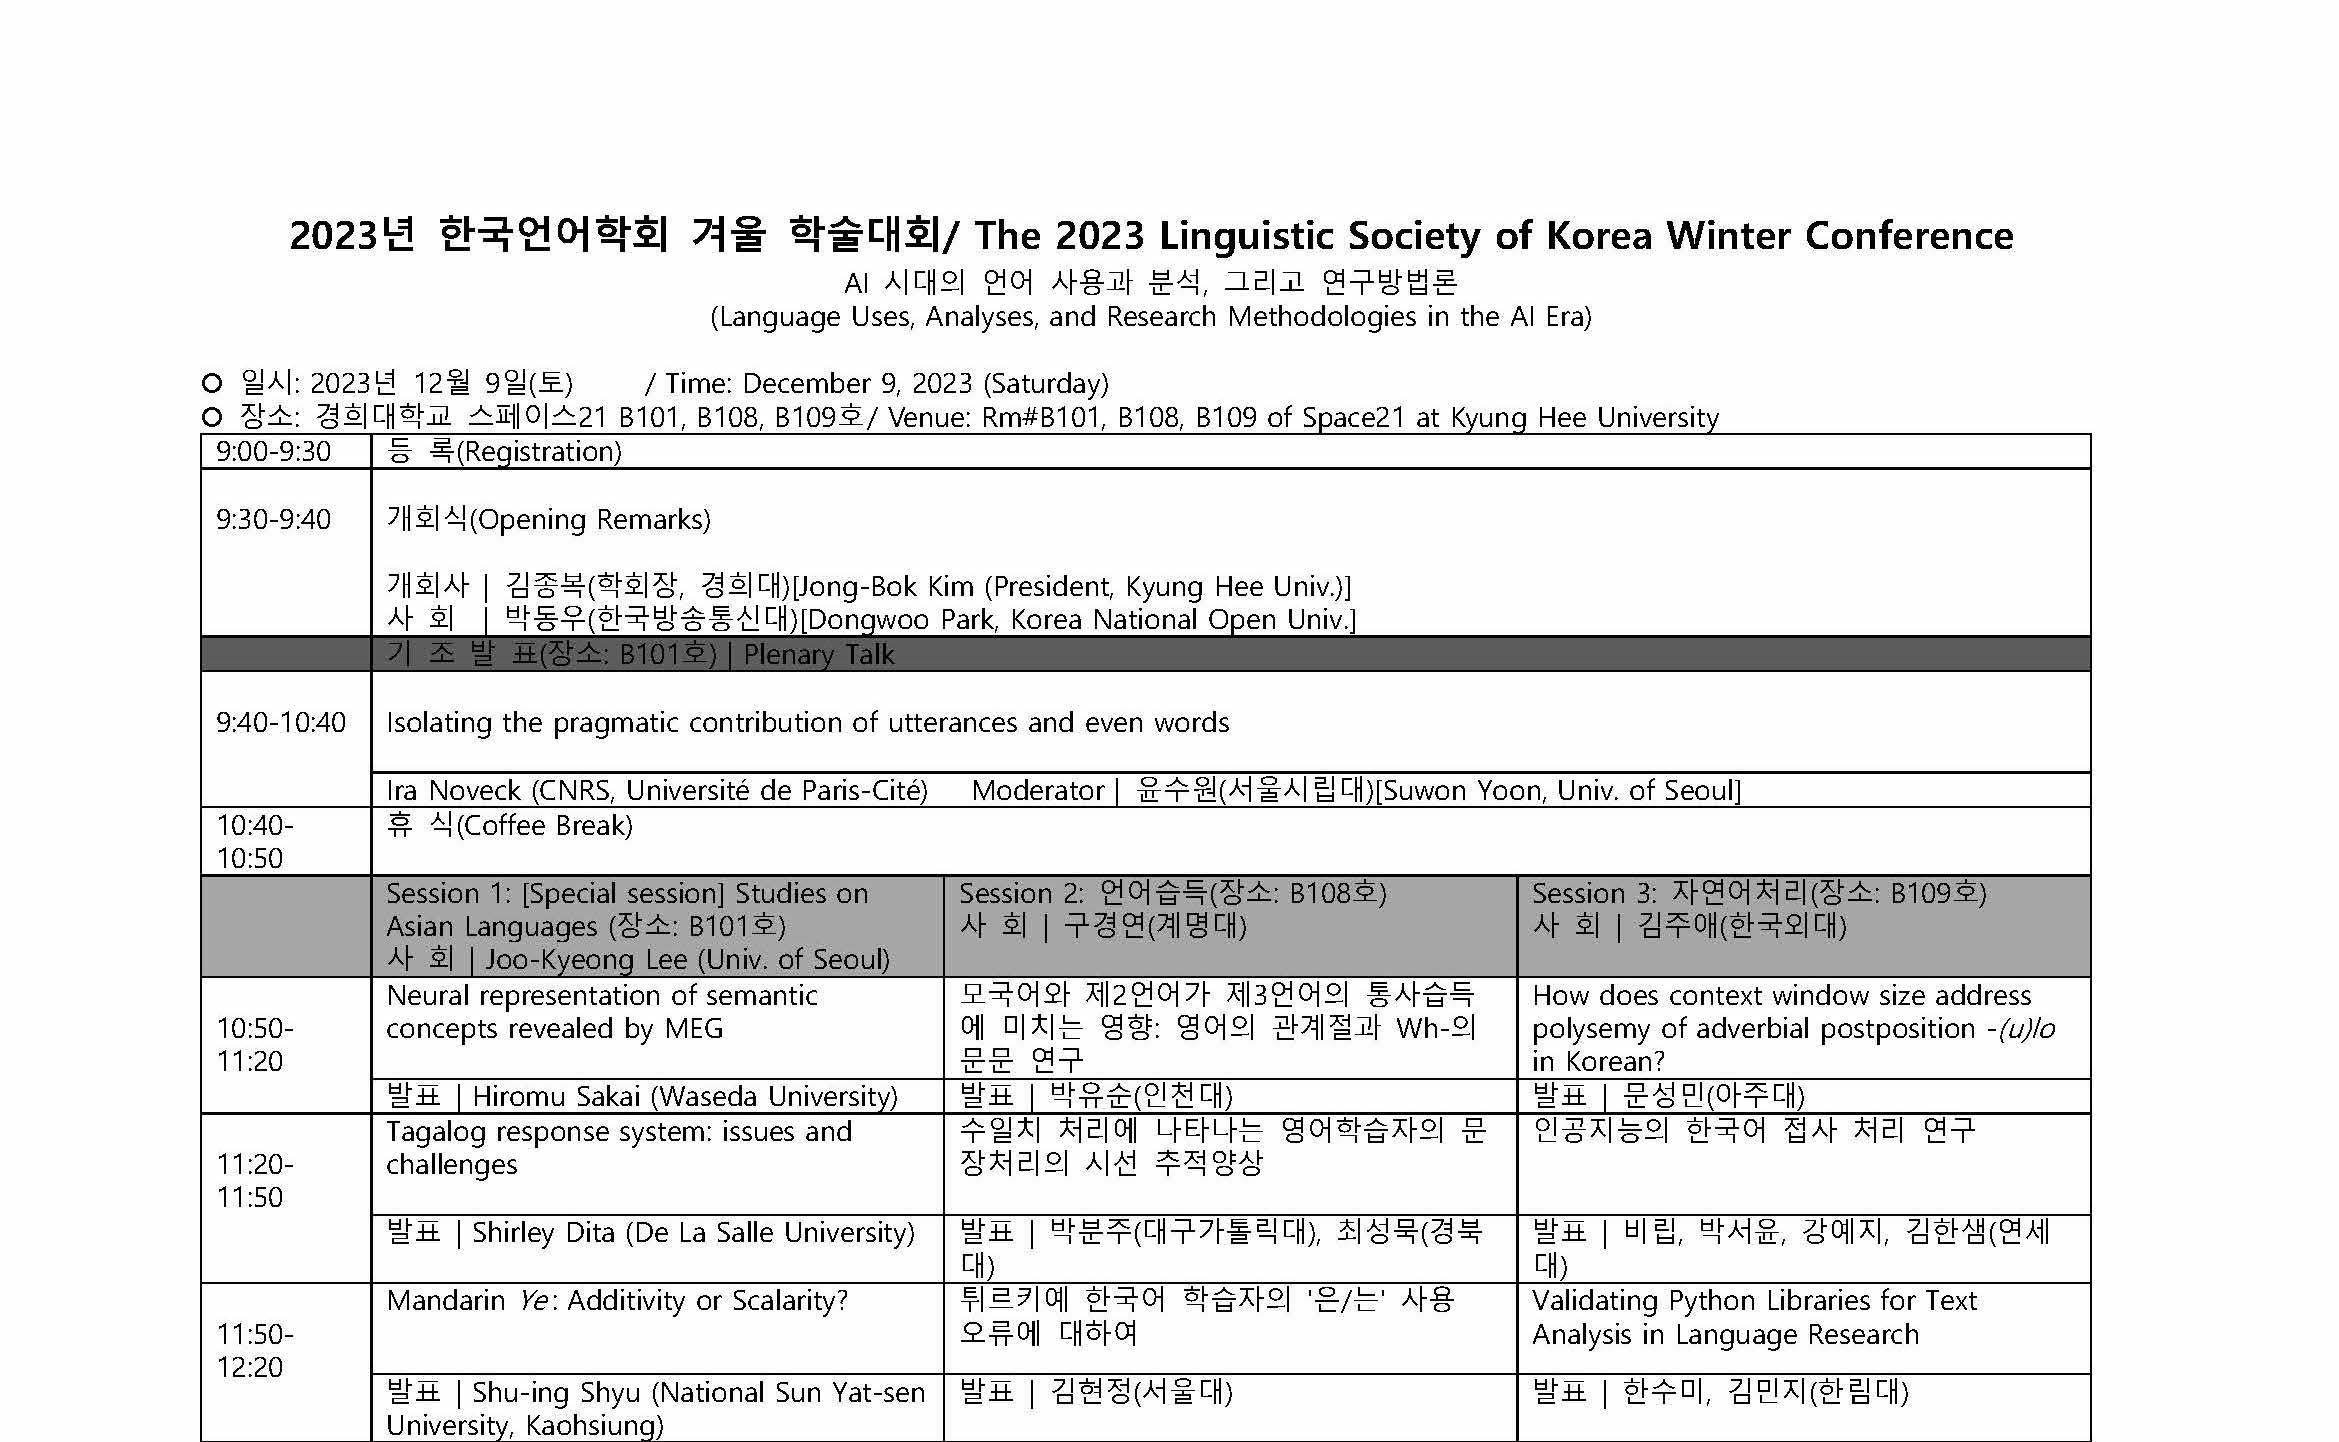 2023년 한국언어학회 겨울 학술대회/ The 2023 Linguistic Society of Korea Winter Conference
AI 시대의 언어 사용과 분석, 그리고 연구방법론
(Language Uses, Analyses, and Research Methodologies in the AI Era)
○ 일시: 2023년 12월 9일(토) / Time: December 9, 2023 (Saturday)
○ 장소: 경희대학교 스페이스21 B101, B108, B109호/ Venue: Rm#B101, B108, B109 of Space21 at Kyung Hee University
9:00-9:30 등 록(Registration)
9:30-9:40 개회식(Opening Remarks)
개회사 | 김종복(학회장, 경희대)[Jong-Bok Kim (President, Kyung Hee Univ.)]
사 회 | 박동우(한국방송통신대)[Dongwoo Park, Korea National Open Univ.]
기 조 발 표(장소: B101호) | Plenary Talk
9:40-10:40 Isolating the pragmatic contribution of utterances and even words
Ira Noveck (CNRS, Université de Paris-Cité) Moderator | 윤수원(서울시립대)[Suwon Yoon, Univ. of Seoul]
10:40-
10:50
휴 식(Coffee Break)
Session 1: [Special session] Studies on
Asian Languages (장소: B101호)
사 회 | Joo-Kyeong Lee (Univ. of Seoul)
Session 2: 언어습득(장소: B108호)
사 회 | 구경연(계명대)
Session 3: 자연어처리(장소: B109호)
사 회 | 김주애(한국외대)
10:50-
11:20
Neural representation of semantic
concepts revealed by MEG
모국어와 제2언어가 제3언어의 통사습득
에 미치는 영향: 영어의 관계절과 Wh-의
문문 연구
How does context window size address
polysemy of adverbial postposition -(u)lo
in Korean?
발표 | Hiromu Sakai (Waseda University)
발표 | 박유순(인천대)
발표 | 문성민(아주대)
11:20-
11:50
Tagalog response system: issues and
challenges
수일치 처리에 나타나는 영어학습자의 문
장처리의 시선 추적양상
인공지능의 한국어 접사 처리 연구
발표 | Shirley Dita (De La Salle University)
발표 | 박분주(대구가톨릭대), 최성묵(경북
대)
발표 | 비립, 박서윤, 강예지, 김한샘(연세
대)
11:50-
12:20
Mandarin Ye: Additivity or Scalarity?
튀르키예 한국어 학습자의 '은/는' 사용
오류에 대하여
Validating Python Libraries for Text
Analysis in Language Research
발표 | Shu-ing Shyu (National Sun Yat-sen
University, Kaohsiung)
발표 | 김현정(서울대)
발표 | 한수미, 김민지(한림대)